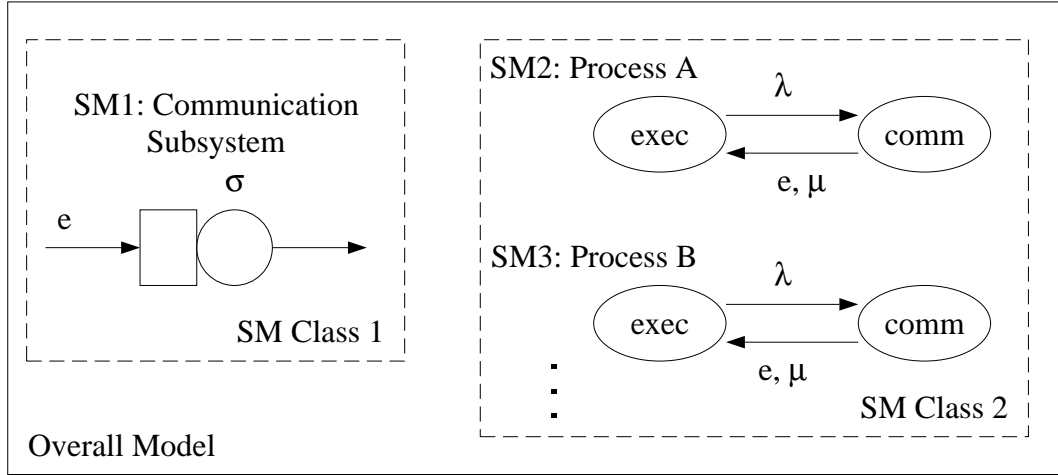 SM1: Communication
Subsystem
σ
e
SM Class 1
SM2: Process A
λ
exec
comm
e, μ
SM3: Process B
λ
exec
comm
e, μ
SM Class 2
Overall Model